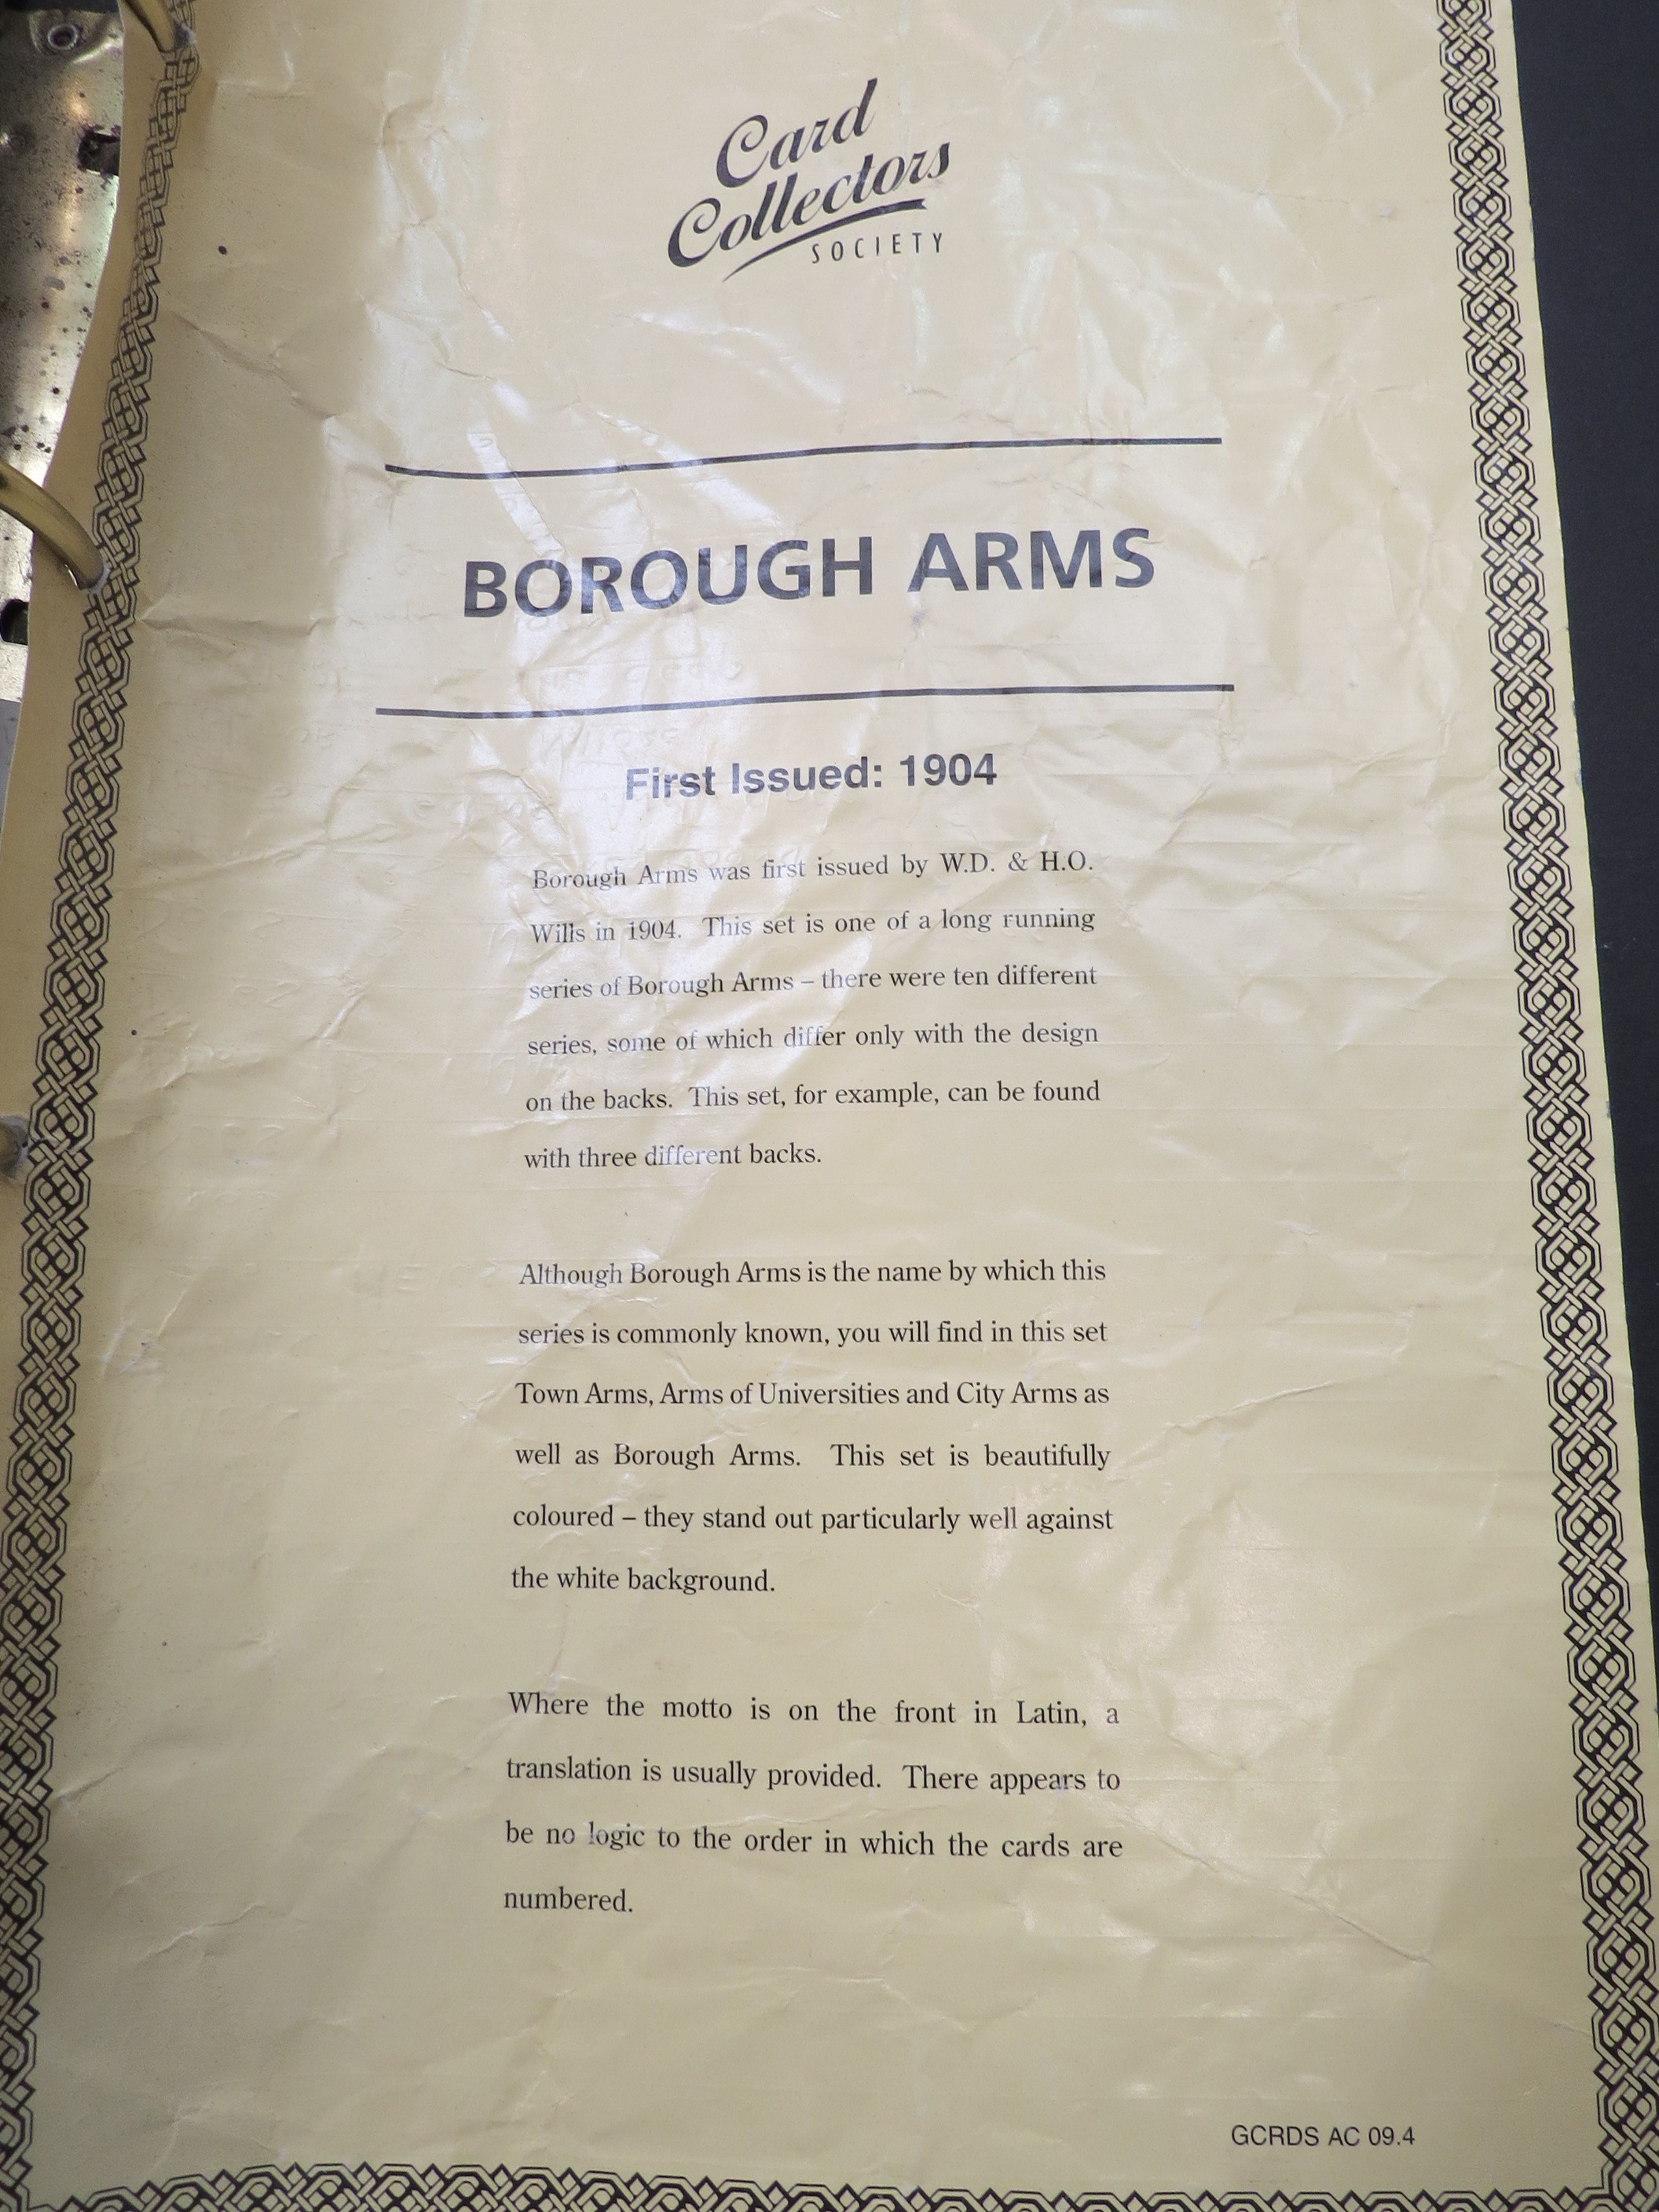 Card
Collectors
SOCIETY
BOROUGH ARMS
First Issued: 1904
Borough Arms was first issued by W.D. & H.O.
Wills in 1904. This set is one of a long running
series of Borough Arms – there were ten different
series, some of which differ only with the design
on the backs. This set, for example, can be found
with three different backs.
Although Borough Arms is the name by which this
series is commonly known, you will find in this set
Town Arms, Arms of Universities and City Arms as
well as Borough Arms. This set is beautifully
coloured – they stand out particularly well against
the white background.
Where the motto is on the front in Latin, a
translation is usually provided. There appears to
be no logic to the order in which the cards are
numbered.
GCRDS AC 09.4